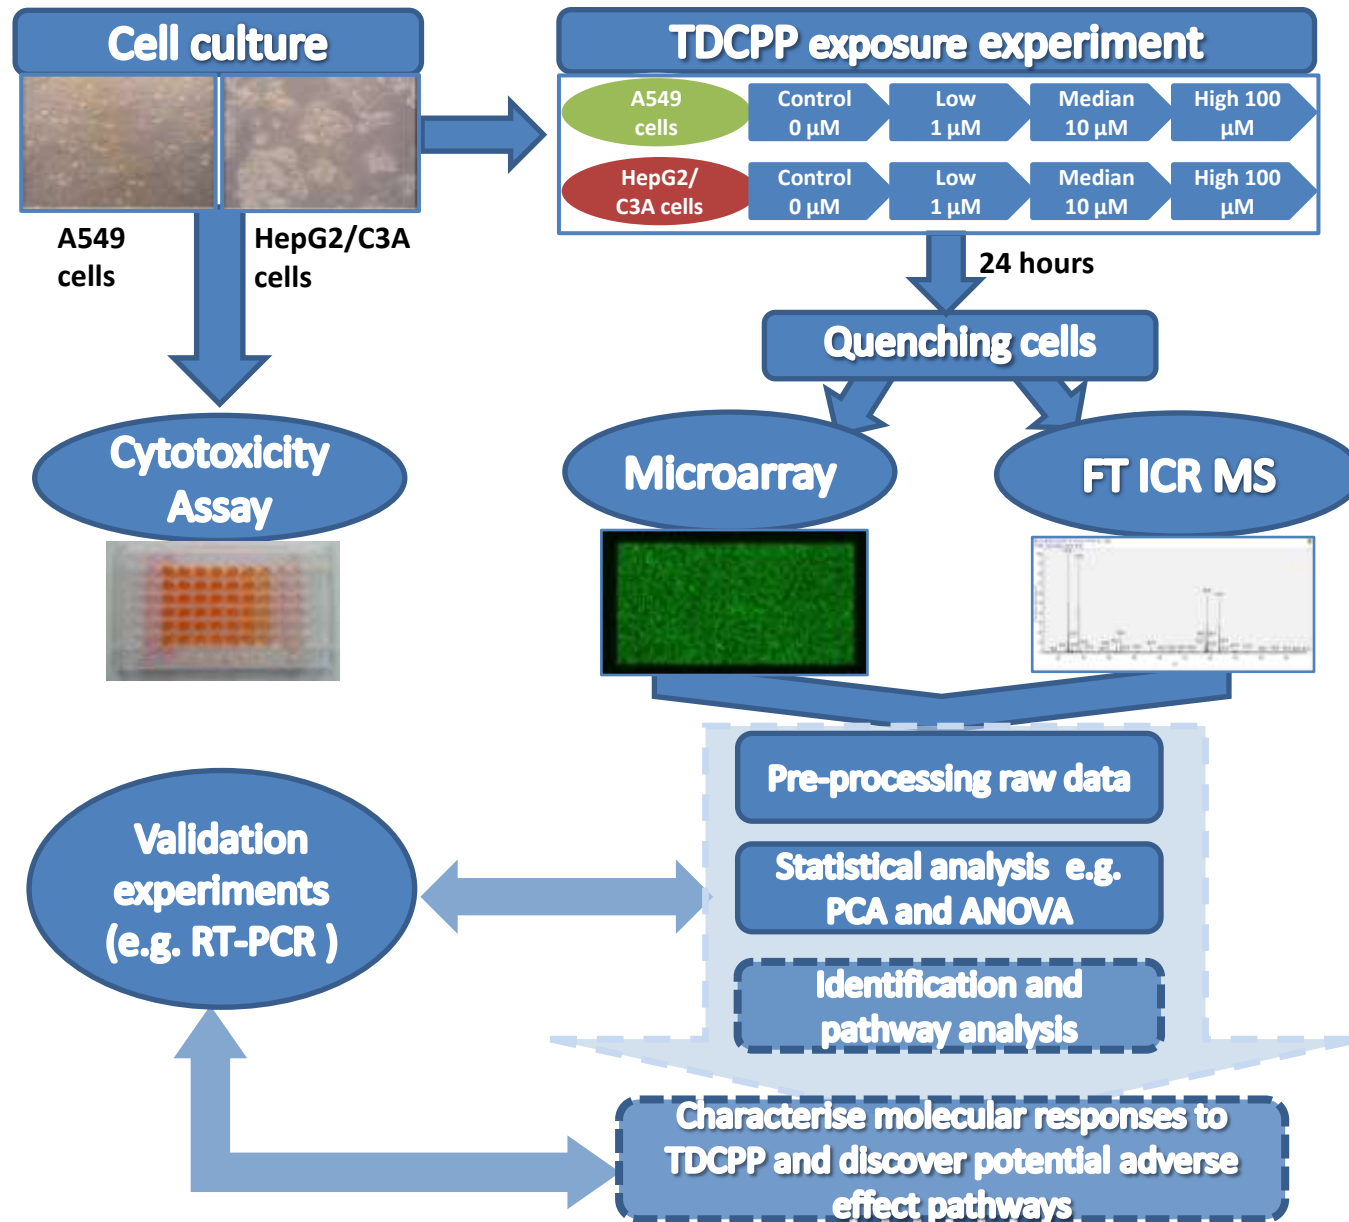 Cell culture
TDCPP exposure experiment
A549
cells
Control
0 µM
Low
1 µM
Median
10 µM
High 100
µM
HepG2/
C3A cells
Control
0 µM
Low
1 µM
Median
10 µM
High 100
µM
A549
cells
HepG2/C3A
cells
24 hours
Quenching cells
Cytotoxicity
Assay
Microarray
FT ICR MS
Pre-processing raw data
Statistical analysis e.g.
PCA and ANOVA
Identification and
pathway analysis
Validation
experiments
(e.g. RT-PCR )
Characterise molecular responses to
TDCPP and discover potential adverse
effect pathways